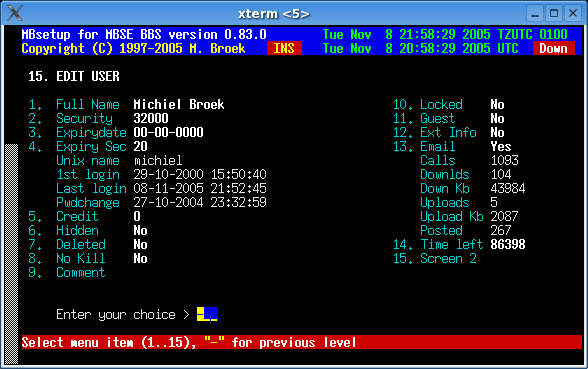 xterm <5>
MBsetup for MBSE BBS version 0.83.0 Tue Nov 8 21:58:29 2005 TZUTC 0100
Copyright (C) 1997-2005 M. Broek INS Tue Nov 8 20:58:29 2005 UTC Down
15. EDIT USER
1. Full Name Michiel Broek 10. Locked No
2. Security 32000 11. Guest No
3. Expirydate 00-00-0000 12. Ext Info No
4. Expiry Sec 20 13. Email Yes
Unix name michiel Calls 1093
1st login 29-10-2000 15:50:40 Downlds 104
Last login 08-11-2005 21:52:45 Down Kb 43984
Pwdchange 27-10-2004 23:32:59 Uploads 5
5. Credit 0 Upload Kb 2087
6. Hidden No Posted 267
7. Deleted No 14. Time left 86398
8. No Kill No 15. Screen 2
9. Comment
Enter your choice > -
Select menu item (1..15), "-" for previous level